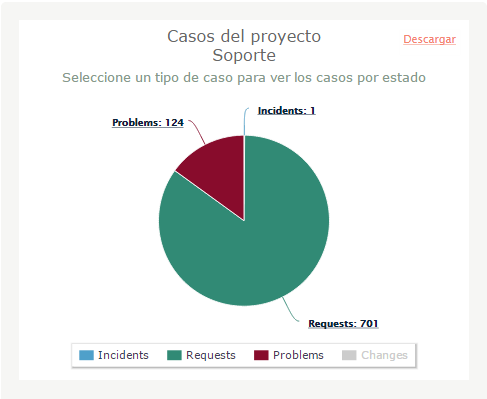 Casos del proyecto
Soporte
Descargar
Seleccione un tipo de caso para ver los casos por estado
Incidents: 1
Problems: 124
Requests: 701
Incidents Requests Problems Changes